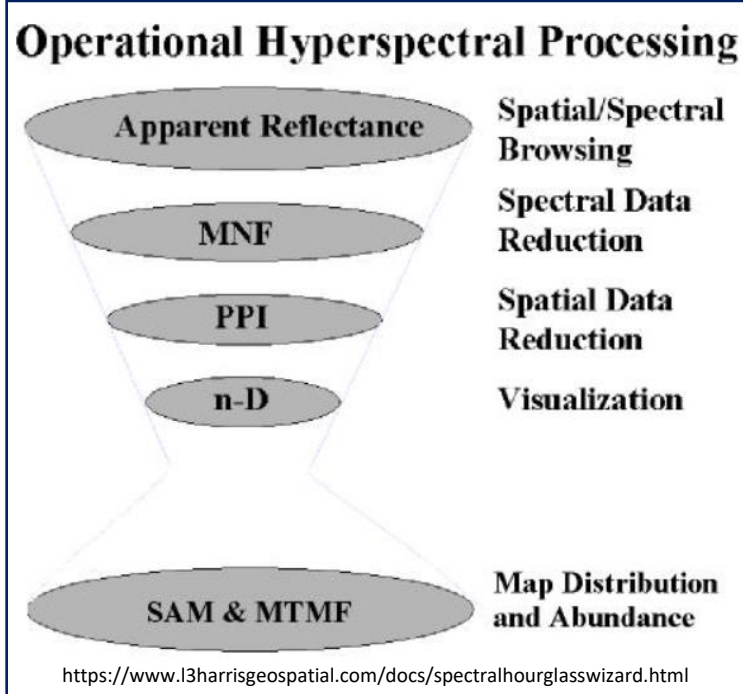 Operational Hyperspectral Processing
Apparent Reflectance
Spatial/Spectral
Browsing
MNF
Spectral Data
Reduction
PPI
Spatial Data
Reduction
n-D
Visualization
SAM & MTMF
Map Distribution
and Abundance
https://www.l3harrisgeospatial.com/docs/spectralhourglasswizard.html